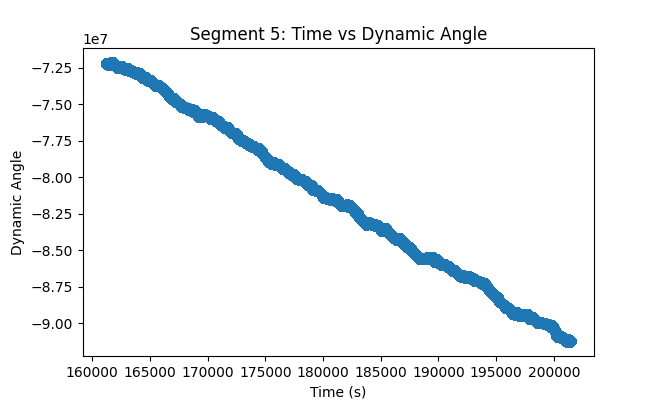 Segment 5: Time vs Dynamic Angle
1e7
−7.25
−7.50
−7.75
−8.00
−8.25
−8.50
−8.75
−9.00
Dynamic Angle
160000 165000 170000 175000 180000 185000 190000 195000 200000
Time (s)